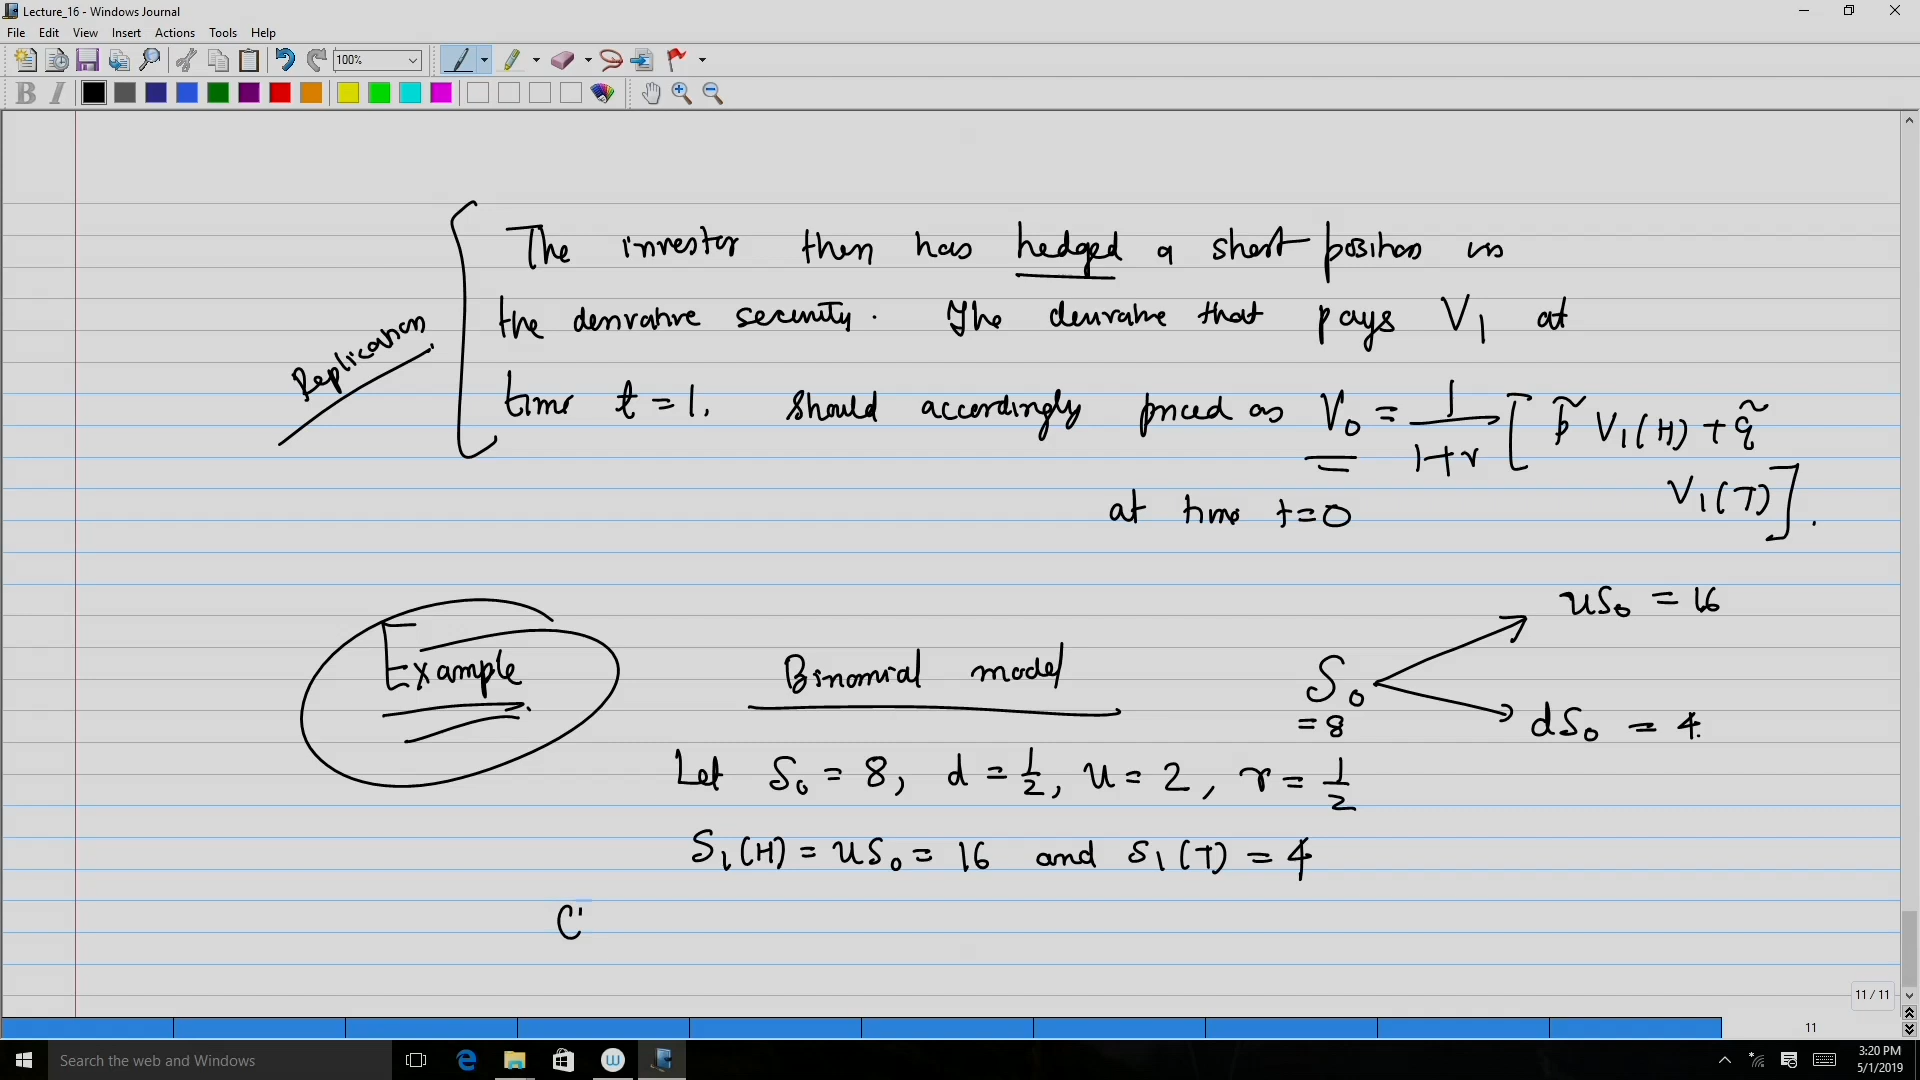 Lecture_16 - Windows Journal
File Edit View Insert Actions Tools Help
100%
B I
The investor then has hedged a short position in
the derivative security. The derivative that pays V₁ at
Replication
time t = 1. should accordingly priced as V₀ = 1/(1+r) [ p̃ V₁(H) + q̃
V₁(T) ].
at time t = 0
uS₀ = 16
Example Binomial model S₀
= 8 dS₀ = 4.
Let S₀ = 8, d = 1/2, u = 2, r = 1/2
S₁(H) = uS₀ = 16 and S₁(T) = 4
C
11 / 11
11
Search the web and Windows
3:20 PM
5/1/2019